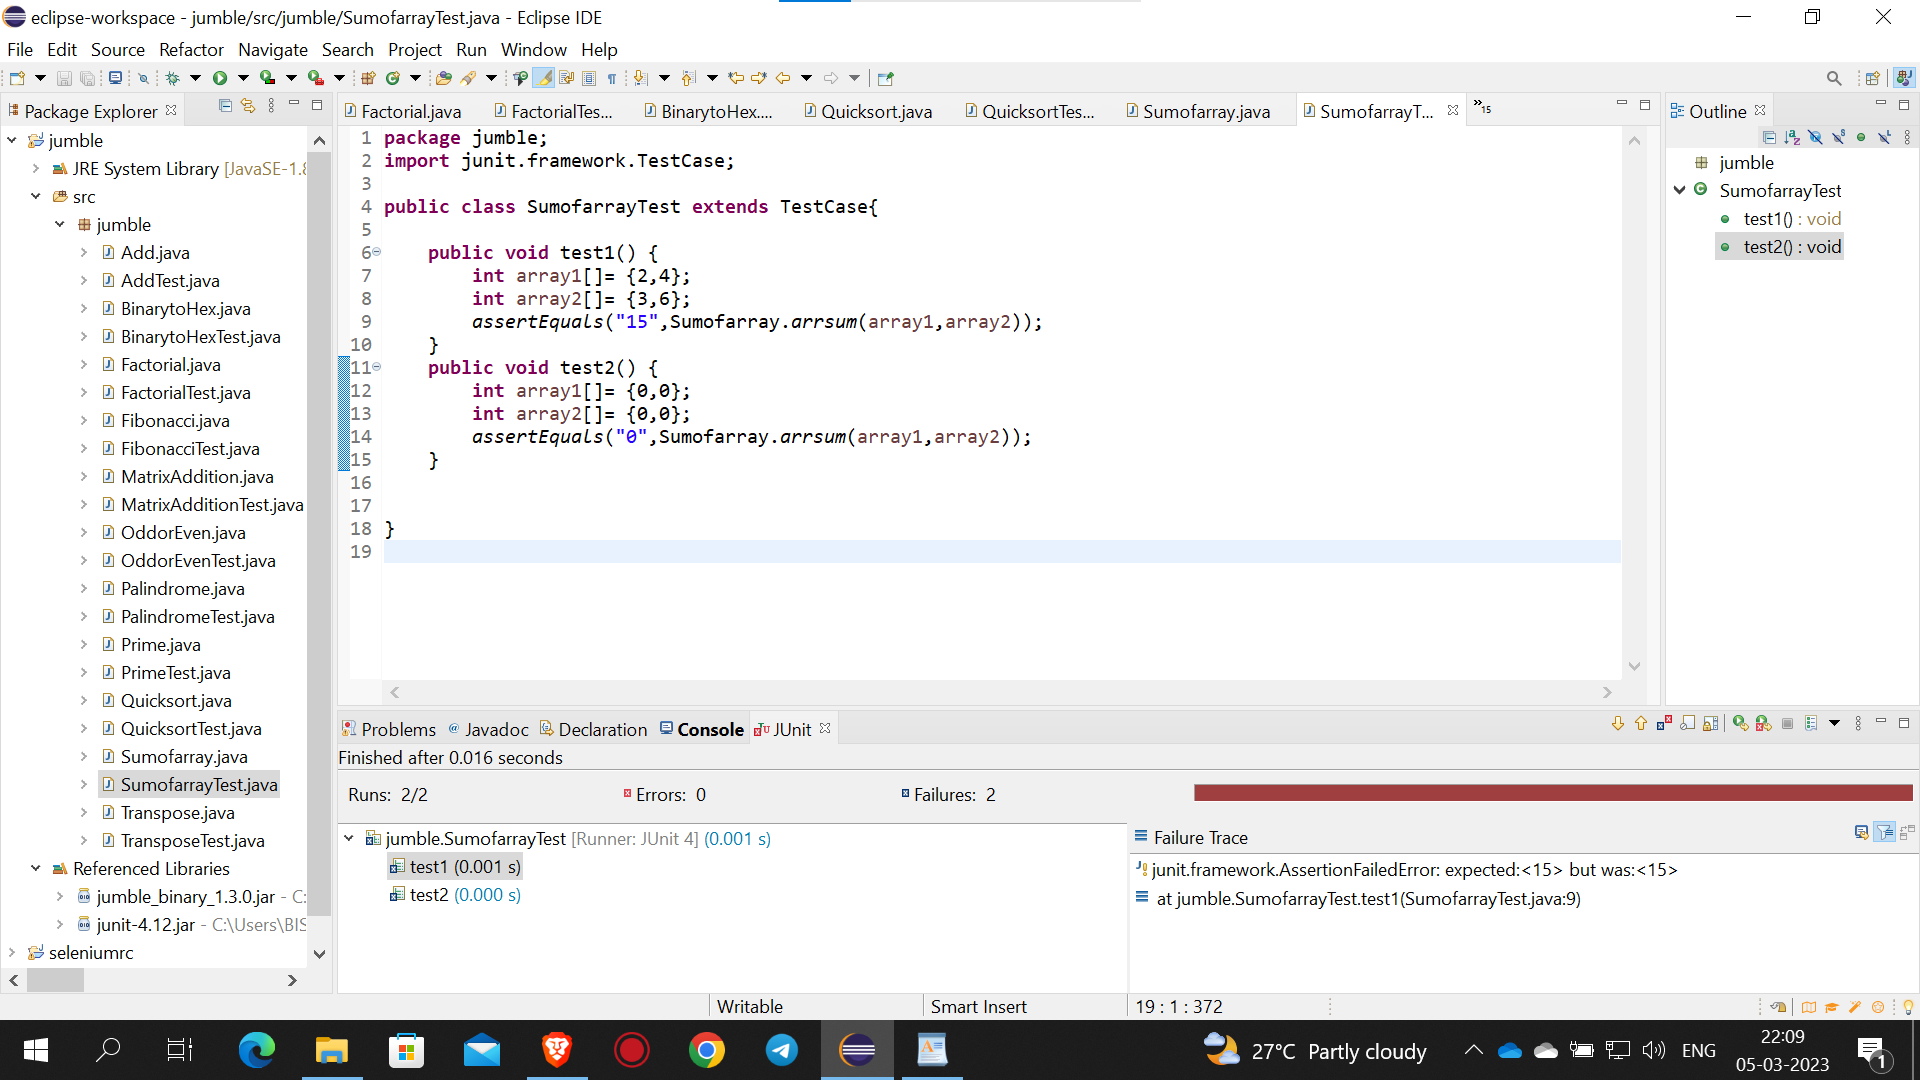 eclipse-workspace - jumble/src/jumble/SumofarrayTest.java - Eclipse IDE
File Edit Source Refactor Navigate Search Project Run Window Help
Package Explorer
jumble
JRE System Library [JavaSE-1.8
src
jumble
Add.java
AddTest.java
BinarytoHex.java
BinarytoHexTest.java
Factorial.java
FactorialTest.java
Fibonacci.java
FibonacciTest.java
MatrixAddition.java
MatrixAdditionTest.java
OddorEven.java
OddorEvenTest.java
Palindrome.java
PalindromeTest.java
Prime.java
PrimeTest.java
Quicksort.java
QuicksortTest.java
Sumofarray.java
SumofarrayTest.java
Transpose.java
TransposeTest.java
Referenced Libraries
jumble_binary_1.3.0.jar - C:
junit-4.12.jar - C:\Users\BIS
seleniumrc
Factorial.java FactorialTes... BinarytoHex.... Quicksort.java QuicksortTes... Sumofarray.java SumofarrayT... »15
1 package jumble;
2 import junit.framework.TestCase;
3
4 public class SumofarrayTest extends TestCase{
5
6 public void test1() {
7 int array1[]= {2,4};
8 int array2[]= {3,6};
9 assertEquals("15",Sumofarray.arrsum(array1,array2));
10 }
11 public void test2() {
12 int array1[]= {0,0};
13 int array2[]= {0,0};
14 assertEquals("0",Sumofarray.arrsum(array1,array2));
15 }
16
17
18 }
19
Outline
jumble
SumofarrayTest
test1() : void
test2() : void
Problems @ Javadoc Declaration Console JUnit
Finished after 0.016 seconds
Runs: 2/2 Errors: 0 Failures: 2
jumble.SumofarrayTest [Runner: JUnit 4] (0.001 s)
test1 (0.001 s)
test2 (0.000 s)
Failure Trace
junit.framework.AssertionFailedError: expected:<15> but was:<15>
at jumble.SumofarrayTest.test1(SumofarrayTest.java:9)
Writable Smart Insert 19 : 1 : 372
27°C Partly cloudy ENG 22:09
05-03-2023
1